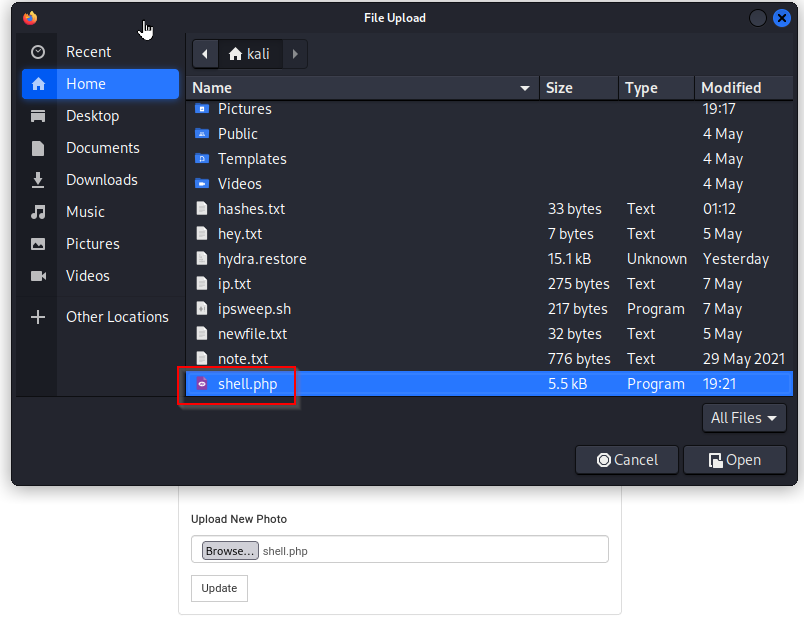 File Upload
Recent
Home
Desktop
Documents
Downloads
Music
Pictures
Videos
Other Locations
kali
Name Size Type Modified
Pictures 19:17
Public 4 May
Templates 4 May
Videos 4 May
hashes.txt 33 bytes Text 01:12
hey.txt 7 bytes Text 5 May
hydra.restore 15.1 kB Unknown Yesterday
ip.txt 275 bytes Text 7 May
ipsweep.sh 217 bytes Program 7 May
newfile.txt 32 bytes Text 5 May
note.txt 776 bytes Text 29 May 2021
shell.php 5.5 kB Program 19:21
All Files
Cancel Open
Upload New Photo
Browse... shell.php
Update